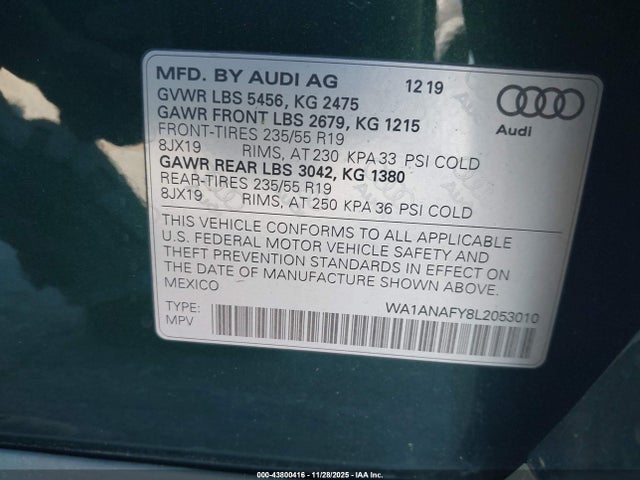 MFD. BY AUDI AG 12 19
GVWR LBS 5456, KG 2475
GAWR FRONT LBS 2679, KG 1215
FRONT-TIRES 235/55 R19
8JX19 RIMS, AT 230 KPA 33 PSI COLD
GAWR REAR LBS 3042, KG 1380
REAR-TIRES 235/55 R19
8JX19 RIMS, AT 250 KPA 36 PSI COLD
Audi
THIS VEHICLE CONFORMS TO ALL APPLICABLE
U.S. FEDERAL MOTOR VEHICLE SAFETY AND
THEFT PREVENTION STANDARDS IN EFFECT ON
THE DATE OF MANUFACTURE SHOWN ABOVE.
MEXICO
TYPE: WA1ANAFY8L2053010
MPV
000-43800416 - 11/28/2025 - IAA Inc.